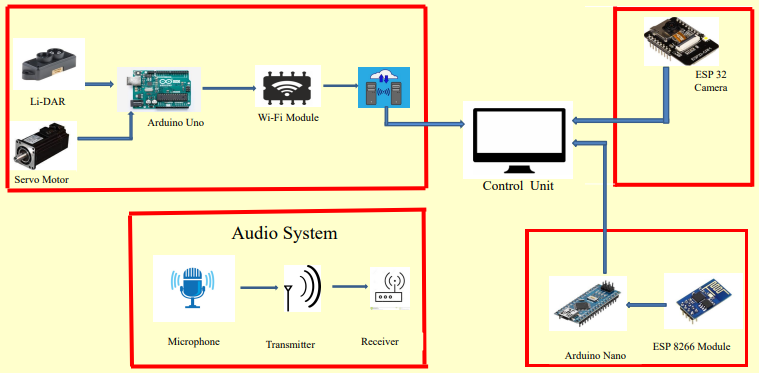 Li-DAR
Arduino Uno
Wi-Fi Module
Servo Motor
ESP 32
Camera
Control Unit
Audio System
Microphone
Transmitter
Receiver
Arduino Nano
ESP 8266 Module